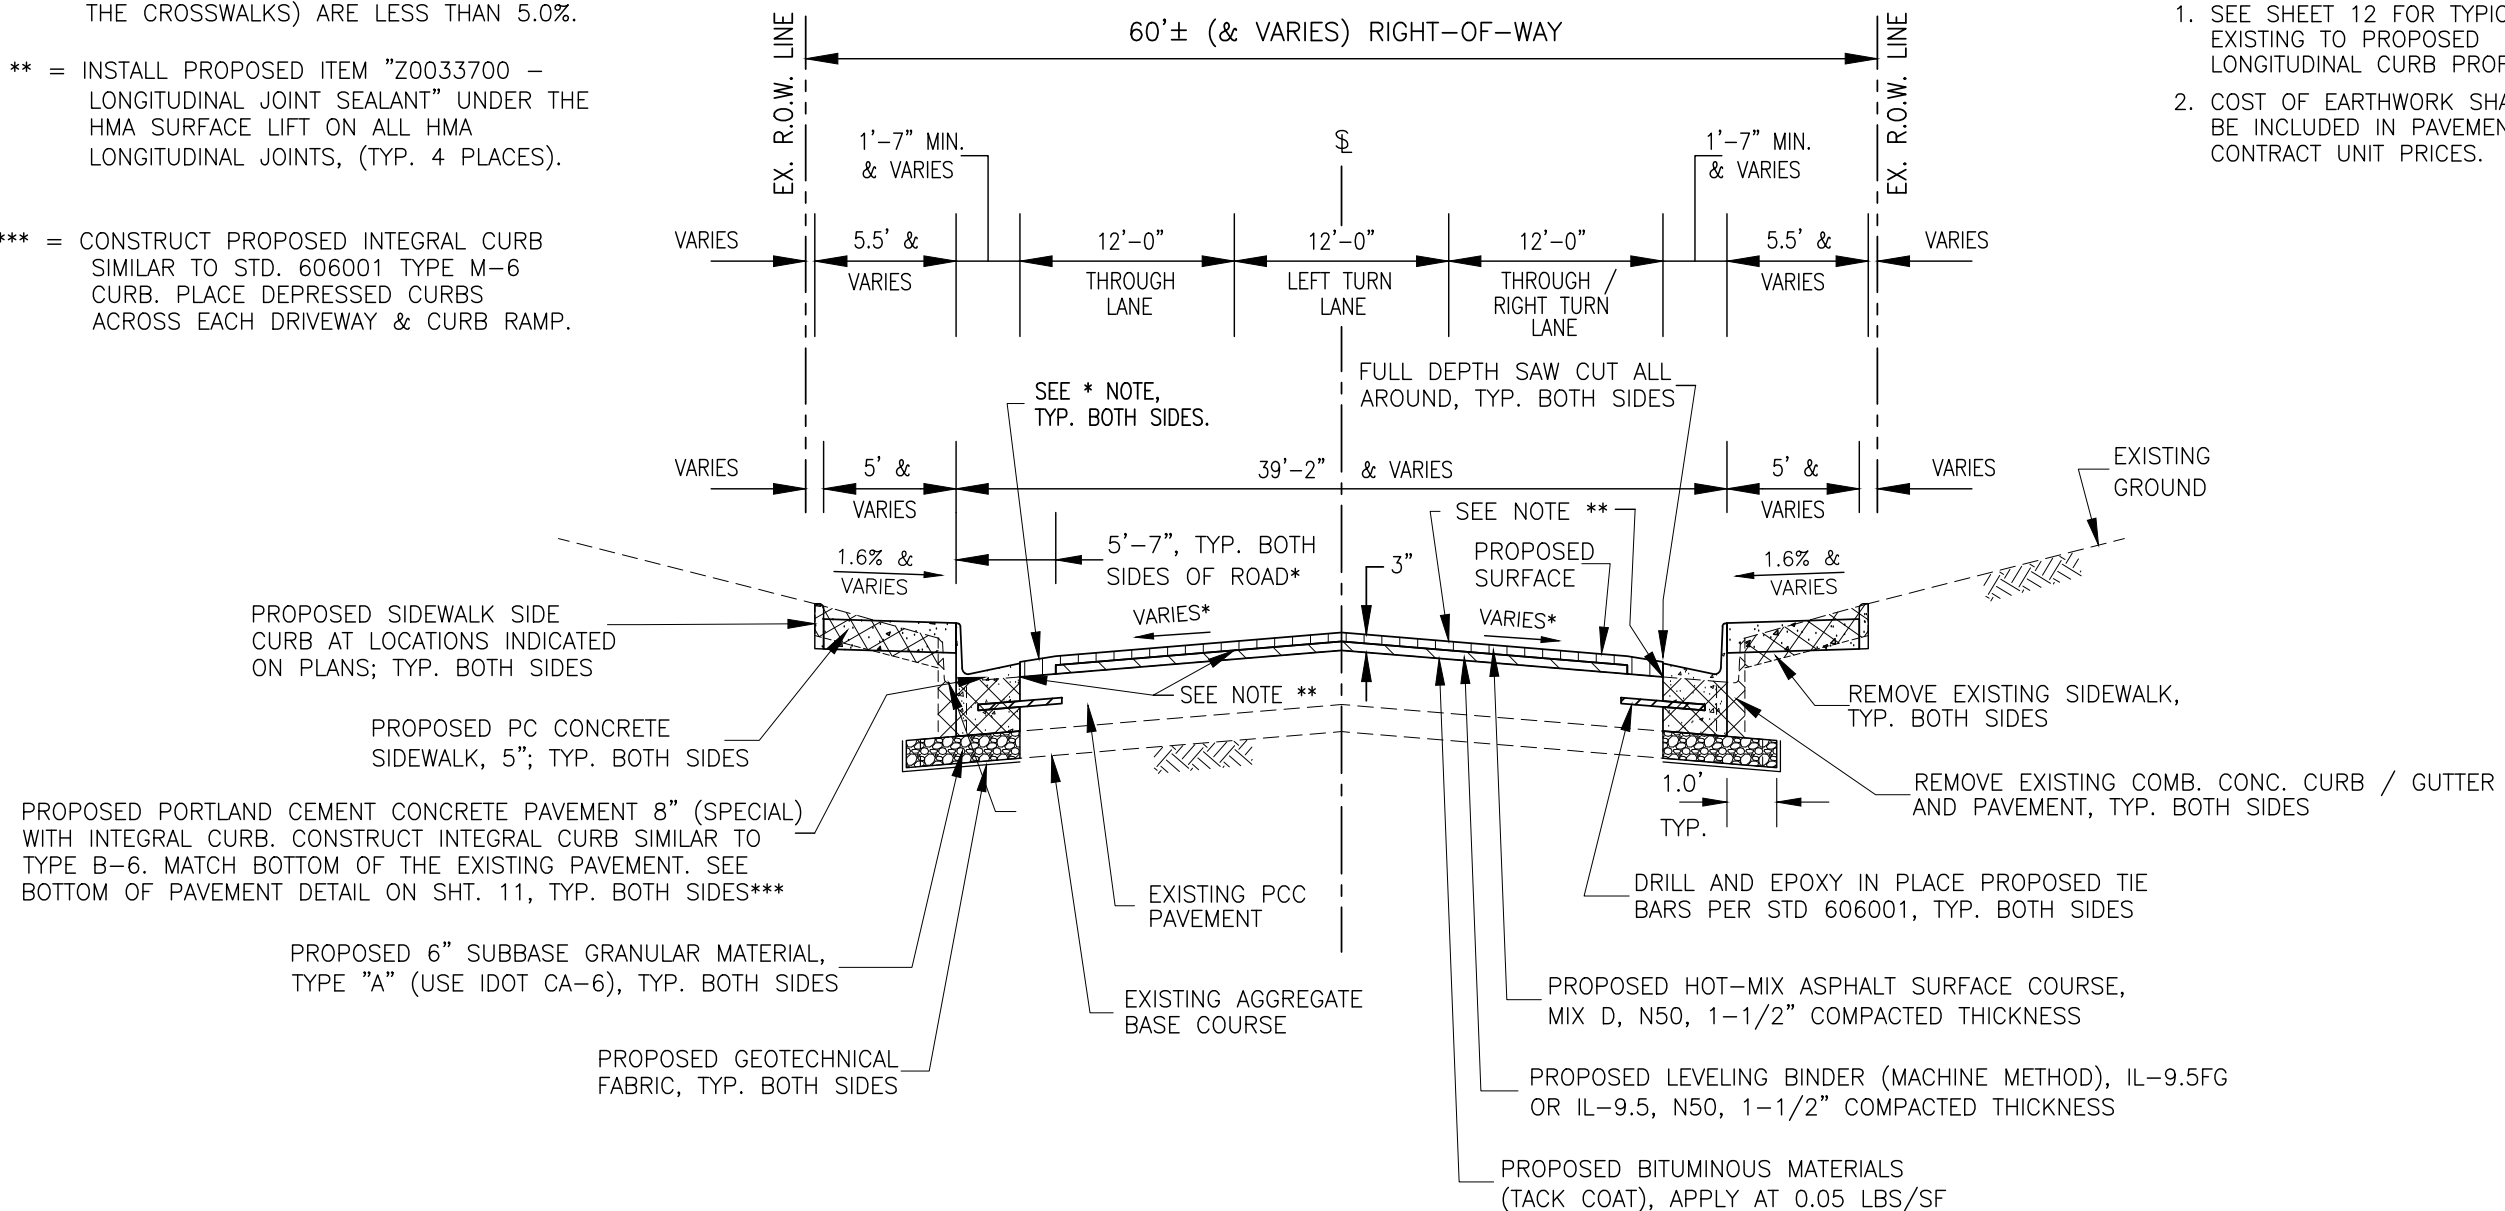 THE CROSSWALKS) ARE LESS THAN 5.0%.
** = INSTALL PROPOSED ITEM "Z0033700 –
LONGITUDINAL JOINT SEALANT" UNDER THE
HMA SURFACE LIFT ON ALL HMA
LONGITUDINAL JOINTS, (TYP. 4 PLACES).
*** = CONSTRUCT PROPOSED INTEGRAL CURB
SIMILAR TO STD. 606001 TYPE M–6
CURB. PLACE DEPRESSED CURBS
ACROSS EACH DRIVEWAY & CURB RAMP.
EX. R.O.W. LINE
60'± (& VARIES) RIGHT–OF–WAY
EX. R.O.W. LINE
1. SEE SHEET 12 FOR
EXISTING TO PROPOSED
LONGITUDINAL CURB
2. COST OF EARTHWORK
BE INCLUDED IN
CONTRACT UNIT PRICES.
1'–7" MIN.
& VARIES
1'–7" MIN.
& VARIES
VARIES
5.5' &
VARIES
12'–0"
THROUGH
LANE
12'–0"
LEFT TURN
LANE
12'–0"
THROUGH /
RIGHT TURN
LANE
5.5' &
VARIES
VARIES
SEE * NOTE,
TYP. BOTH SIDES.
FULL DEPTH SAW CUT ALL
AROUND, TYP. BOTH SIDES
VARIES
5' &
VARIES
39'–2" & VARIES
5' &
VARIES
VARIES
EXISTING
GROUND
1.6% &
VARIES
5'–7", TYP. BOTH
SIDES OF ROAD*
3"
SEE NOTE **
PROPOSED
SURFACE
1.6% &
VARIES
VARIES*
VARIES*
PROPOSED SIDEWALK SIDE
CURB AT LOCATIONS INDICATED
ON PLANS; TYP. BOTH SIDES
SEE NOTE **
REMOVE EXISTING SIDEWALK,
TYP. BOTH SIDES
PROPOSED PC CONCRETE
SIDEWALK, 5"; TYP. BOTH SIDES
1.0'
TYP.
REMOVE EXISTING COMB. CONC. CURB / GUTTER
AND PAVEMENT, TYP. BOTH SIDES
PROPOSED PORTLAND CEMENT CONCRETE PAVEMENT 8" (SPECIAL)
WITH INTEGRAL CURB. CONSTRUCT INTEGRAL CURB SIMILAR TO
TYPE B–6. MATCH BOTTOM OF THE EXISTING PAVEMENT. SEE
BOTTOM OF PAVEMENT DETAIL ON SHT. 11, TYP. BOTH SIDES***
EXISTING PCC
PAVEMENT
DRILL AND EPOXY IN PLACE PROPOSED TIE
BARS PER STD 606001, TYP. BOTH SIDES
PROPOSED 6" SUBBASE GRANULAR MATERIAL,
TYPE "A" (USE IDOT CA–6), TYP. BOTH SIDES
EXISTING AGGREGATE
BASE COURSE
PROPOSED HOT–MIX ASPHALT SURFACE COURSE,
MIX D, N50, 1–1/2" COMPACTED THICKNESS
PROPOSED GEOTECHNICAL
FABRIC, TYP. BOTH SIDES
PROPOSED LEVELING BINDER (MACHINE METHOD), IL–9.5FG
OR IL–9.5, N50, 1–1/2" COMPACTED THICKNESS
PROPOSED BITUMINOUS MATERIALS
(TACK COAT), APPLY AT 0.05 LBS/SF